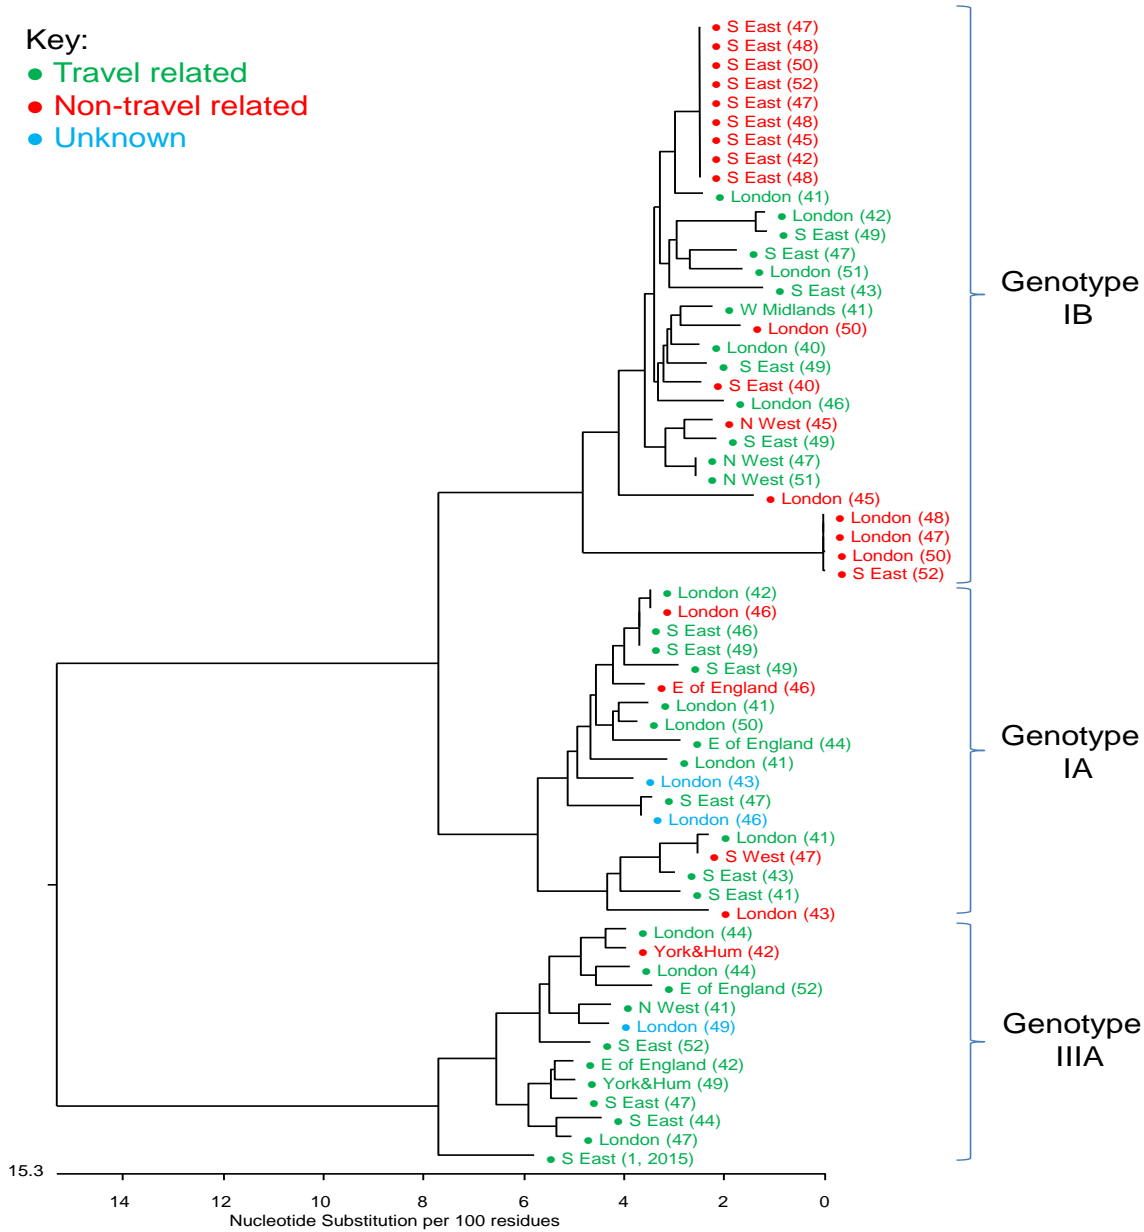 Key:
● Travel related
● Non-travel related
● Unknown
● S East (47)
● S East (48)
● S East (50)
● S East (52)
● S East (47)
● S East (48)
● S East (45)
● S East (42)
● S East (48)
● London (41)
● London (42)
● S East (49)
● S East (47)
● London (51)
● S East (43)
● W Midlands (41)
● London (50)
● London (40)
● S East (49)
● S East (40)
● London (46)
● N West (45)
● S East (49)
● N West (47)
● N West (51)
● London (45)
● London (48)
● London (47)
● London (50)
● S East (52)
Genotype
IB
● London (42)
● London (46)
● S East (46)
● S East (49)
● S East (49)
● E of England (46)
● London (41)
● London (50)
● E of England (44)
● London (41)
● London (43)
● S East (47)
● London (46)
● London (41)
● S West (47)
● S East (43)
● S East (41)
● London (43)
Genotype
IA
● London (44)
● York&Hum (42)
● London (44)
● E of England (52)
● N West (41)
● London (49)
● S East (52)
● E of England (42)
● York&Hum (49)
● S East (47)
● S East (44)
● London (47)
● S East (1, 2015)
Genotype
IIIA
15.3
14 12 10 8 6 4 2 0
Nucleotide Substitution per 100 residues